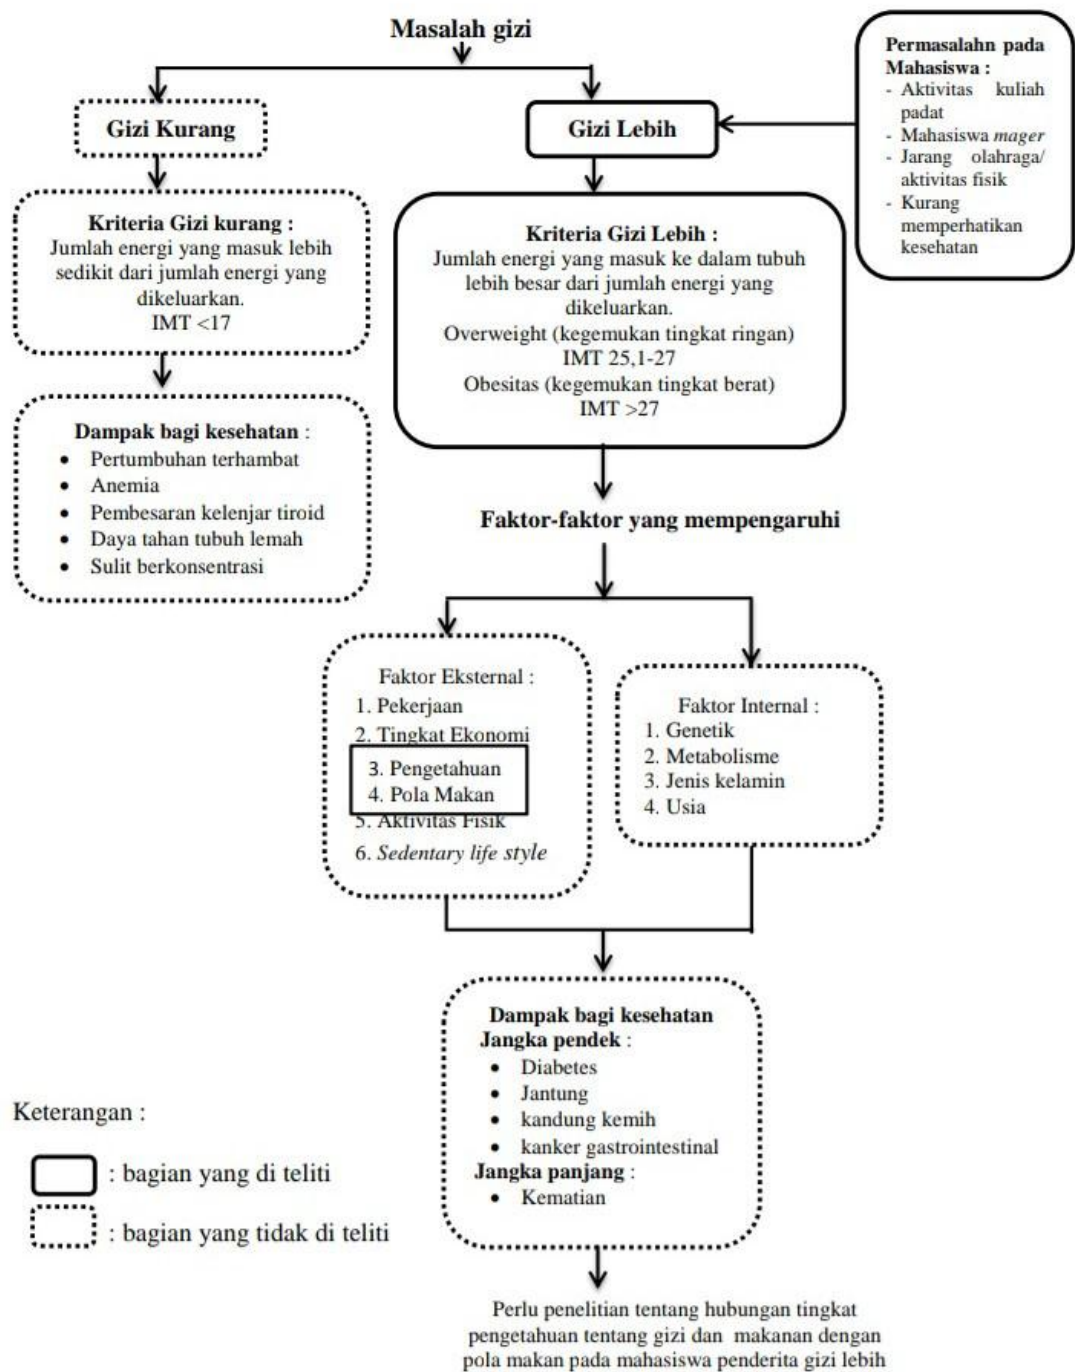 Masalah gizi
Permasalahn pada
Mahasiswa :
- Aktivitas kuliah
padat
- Mahasiswa mager
- Jarang olahraga/
aktivitas fisik
- Kurang
memperhatikan
kesehatan
Gizi Kurang
Gizi Lebih
Kriteria Gizi kurang :
Jumlah energi yang masuk lebih
sedikit dari jumlah energi yang
dikeluarkan.
IMT <17
Kriteria Gizi Lebih :
Jumlah energi yang masuk ke dalam tubuh
lebih besar dari jumlah energi yang
dikeluarkan.
Overweight (kegemukan tingkat ringan)
IMT 25,1-27
Obesitas (kegemukan tingkat berat)
IMT >27
Dampak bagi kesehatan :
• Pertumbuhan terhambat
• Anemia
• Pembesaran kelenjar tiroid
• Daya tahan tubuh lemah
• Sulit berkonsentrasi
Faktor-faktor yang mempengaruhi
Faktor Eksternal :
1. Pekerjaan
2. Tingkat Ekonomi
3. Pengetahuan
4. Pola Makan
5. Aktivitas Fisik
6. Sedentary life style
Faktor Internal :
1. Genetik
2. Metabolisme
3. Jenis kelamin
4. Usia
Dampak bagi kesehatan
Jangka pendek :
• Diabetes
• Jantung
• kandung kemih
• kanker gastrointestinal
Jangka panjang :
• Kematian
Keterangan :
: bagian yang di teliti
: bagian yang tidak di teliti
Perlu penelitian tentang hubungan tingkat
pengetahuan tentang gizi dan makanan dengan
pola makan pada mahasiswa penderita gizi lebih